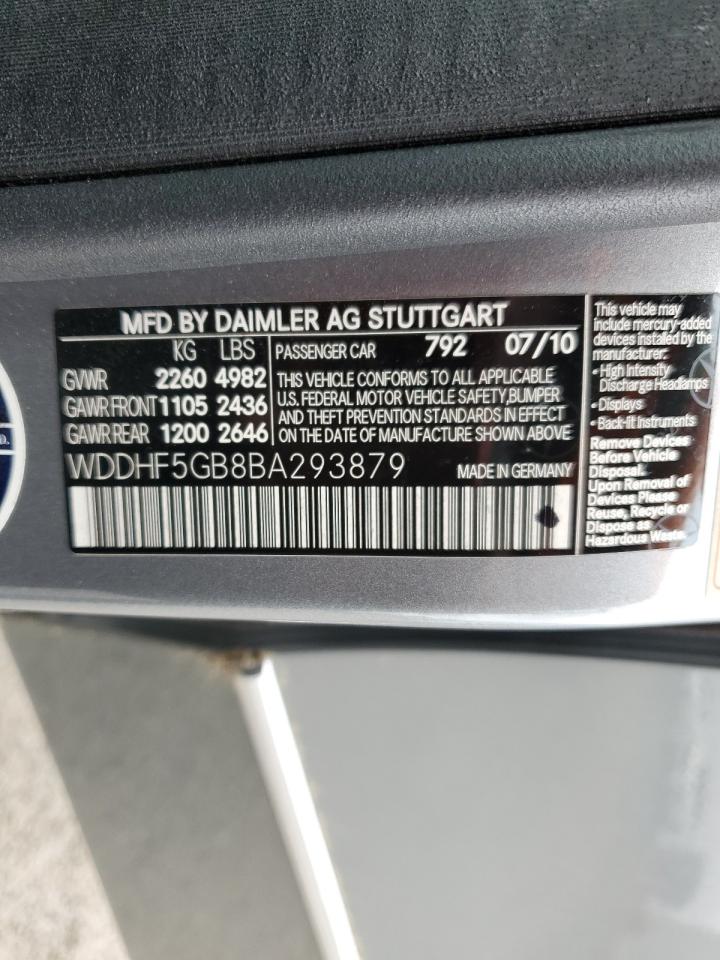 MFD BY DAIMLER AG STUTTGART
KG LBS
GVWR 2260 4982
GAWR FRONT 1105 2436
GAWR REAR 1200 2646
PASSENGER CAR 792 07/10
THIS VEHICLE CONFORMS TO ALL APPLICABLE
U.S. FEDERAL MOTOR VEHICLE SAFETY,BUMPER
AND THEFT PREVENTION STANDARDS IN EFFECT
ON THE DATE OF MANUFACTURE SHOWN ABOVE
WDDHF5GB8BA293879 MADE IN GERMANY
This vehicle may
include mercury-added
devices installed by the
manufacturer:
• High Intensity
Discharge Headlamps
• Displays
• Back-lit Instruments
Remove Devices
Before Vehicle
Disposal.
Upon Removal of
Devices Please
Reuse, Recycle or
Dispose as
Hazardous Waste.